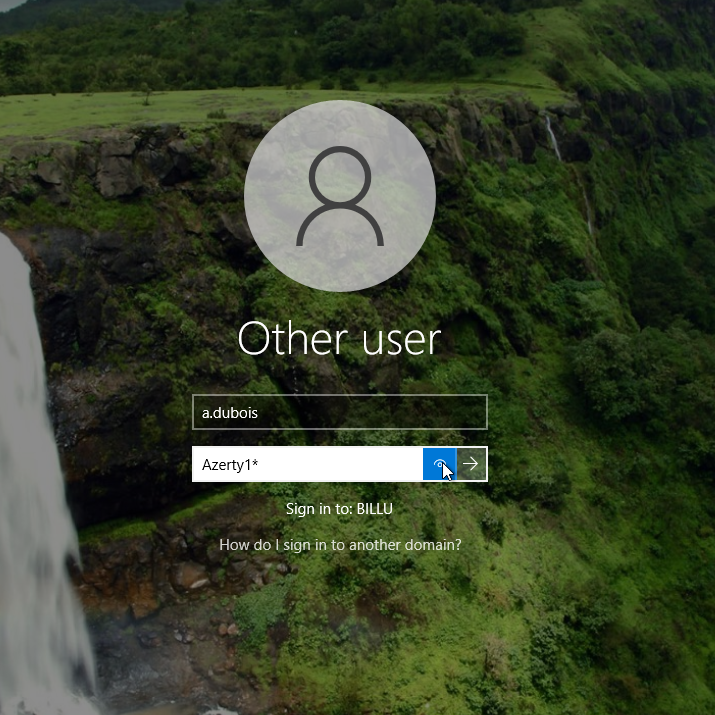 Other user
a.dubois
Azerty1*
Sign in to: BILLU
How do I sign in to another domain?